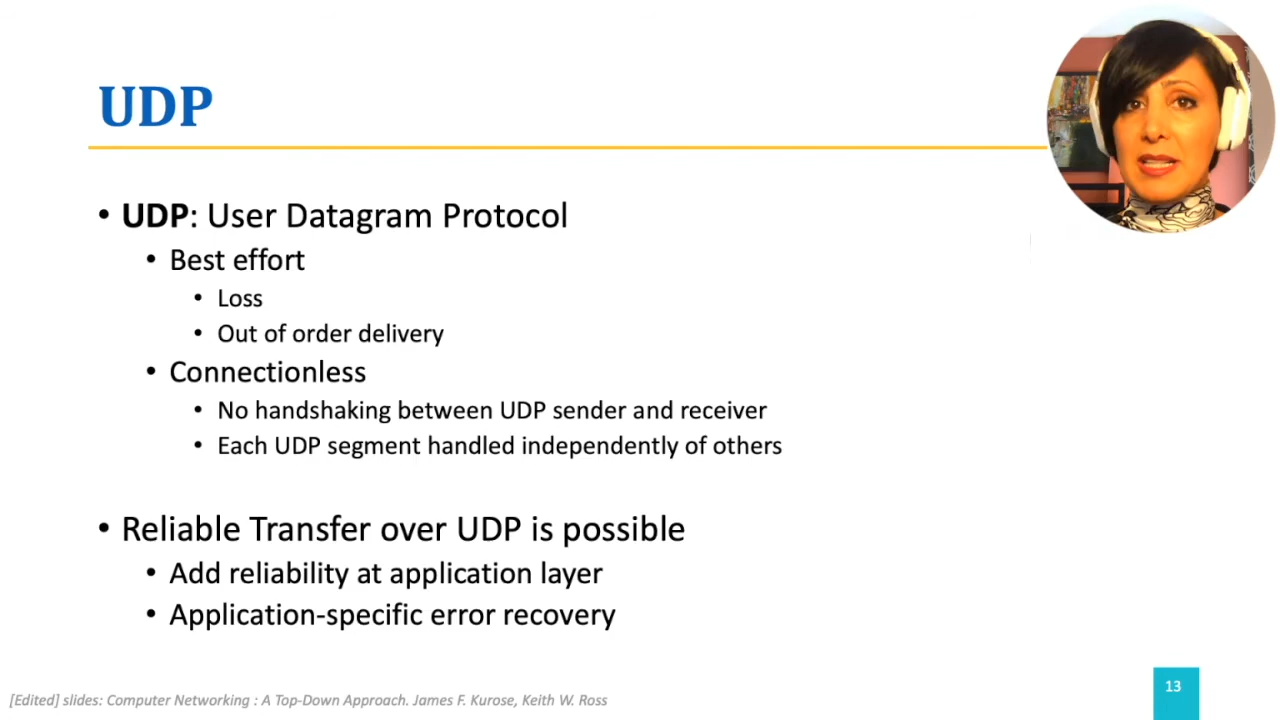 UDP
• UDP: User Datagram Protocol
• Best effort
• Loss
• Out of order delivery
• Connectionless
• No handshaking between UDP sender and receiver
• Each UDP segment handled independently of others
• Reliable Transfer over UDP is possible
• Add reliability at application layer
• Application-specific error recovery
[Edited] slides: Computer Networking : A Top-Down Approach. James F. Kurose, Keith W. Ross
13